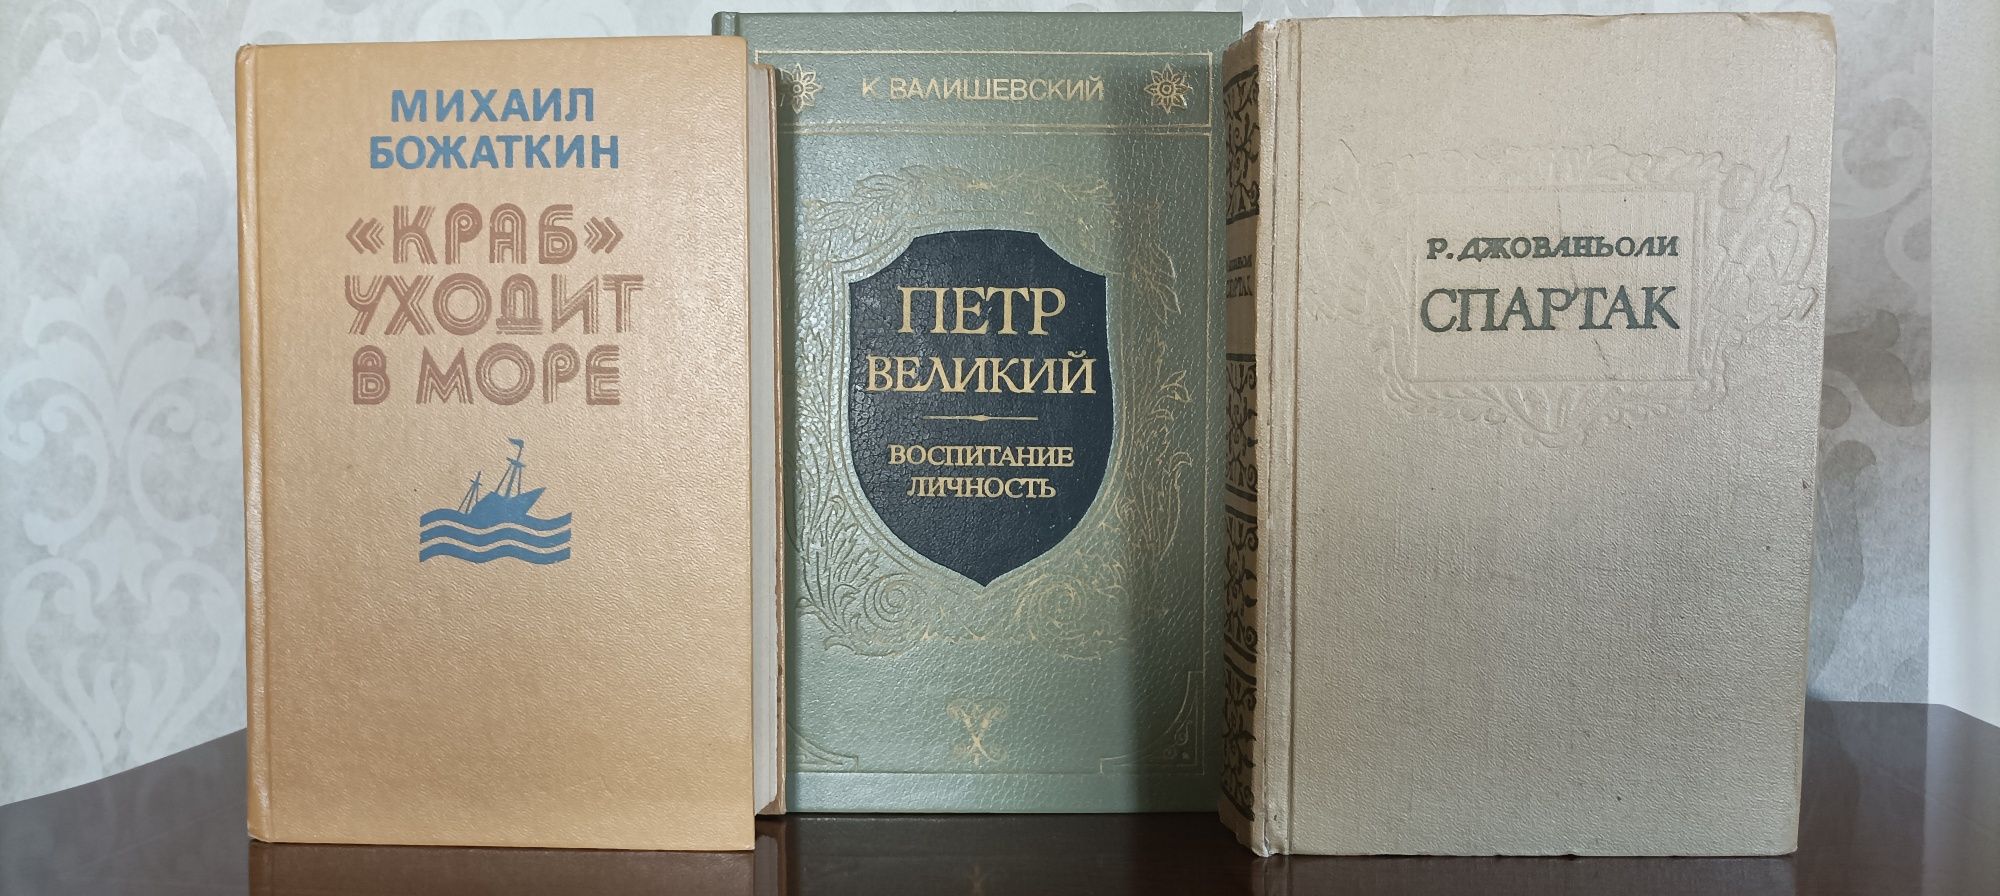 МИХАИЛ
БОЖАТКИН
«КРАБ»
УХОДИТ
В МОРЕ
К ВАЛИШЕВСКИЙ
ПЕТР
ВЕЛИКИЙ
ВОСПИТАНИЕ
ЛИЧНОСТЬ
Р. ДЖОВАНЬОЛИ
СПАРТАК